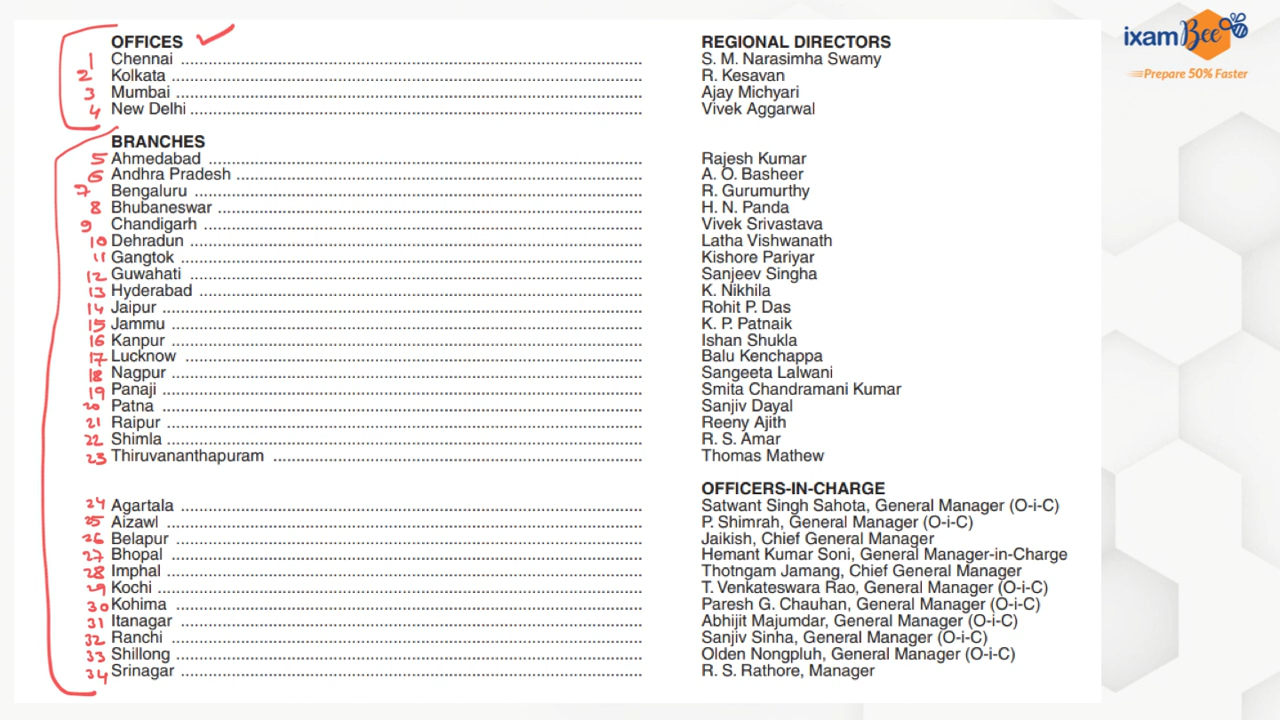 OFFICES REGIONAL DIRECTORS
1 Chennai ........ S. M. Narasimha Swamy
2 Kolkata ........ R. Kesavan
3 Mumbai ........ Ajay Michyari
4 New Delhi ........ Vivek Aggarwal
BRANCHES
5 Ahmedabad ........ Rajesh Kumar
6 Andhra Pradesh ........ A. O. Basheer
7 Bengaluru ........ R. Gurumurthy
8 Bhubaneswar ........ H. N. Panda
9 Chandigarh ........ Vivek Srivastava
10 Dehradun ........ Latha Vishwanath
11 Gangtok ........ Kishore Pariyar
12 Guwahati ........ Sanjeev Singha
13 Hyderabad ........ K. Nikhila
14 Jaipur ........ Rohit P. Das
15 Jammu ........ K. P. Patnaik
16 Kanpur ........ Ishan Shukla
17 Lucknow ........ Balu Kenchappa
18 Nagpur ........ Sangeeta Lalwani
19 Panaji ........ Smita Chandramani Kumar
20 Patna ........ Sanjiv Dayal
21 Raipur ........ Reeny Ajith
22 Shimla ........ R. S. Amar
23 Thiruvananthapuram ........ Thomas Mathew
OFFICERS-IN-CHARGE
24 Agartala ........ Satwant Singh Sahota, General Manager (O-i-C)
25 Aizawl ........ P. Shimrah, General Manager (O-i-C)
26 Belapur ........ Jaikish, Chief General Manager
27 Bhopal ........ Hemant Kumar Soni, General Manager-in-Charge
28 Imphal ........ Thotngam Jamang, Chief General Manager
29 Kochi ........ T. Venkateswara Rao, General Manager (O-i-C)
30 Kohima ........ Paresh G. Chauhan, General Manager (O-i-C)
31 Itanagar ........ Abhijit Majumdar, General Manager (O-i-C)
32 Ranchi ........ Sanjiv Sinha, General Manager (O-i-C)
33 Shillong ........ Olden Nongpluh, General Manager (O-i-C)
34 Srinagar ........ R. S. Rathore, Manager
ixamBee
Prepare 50% Faster